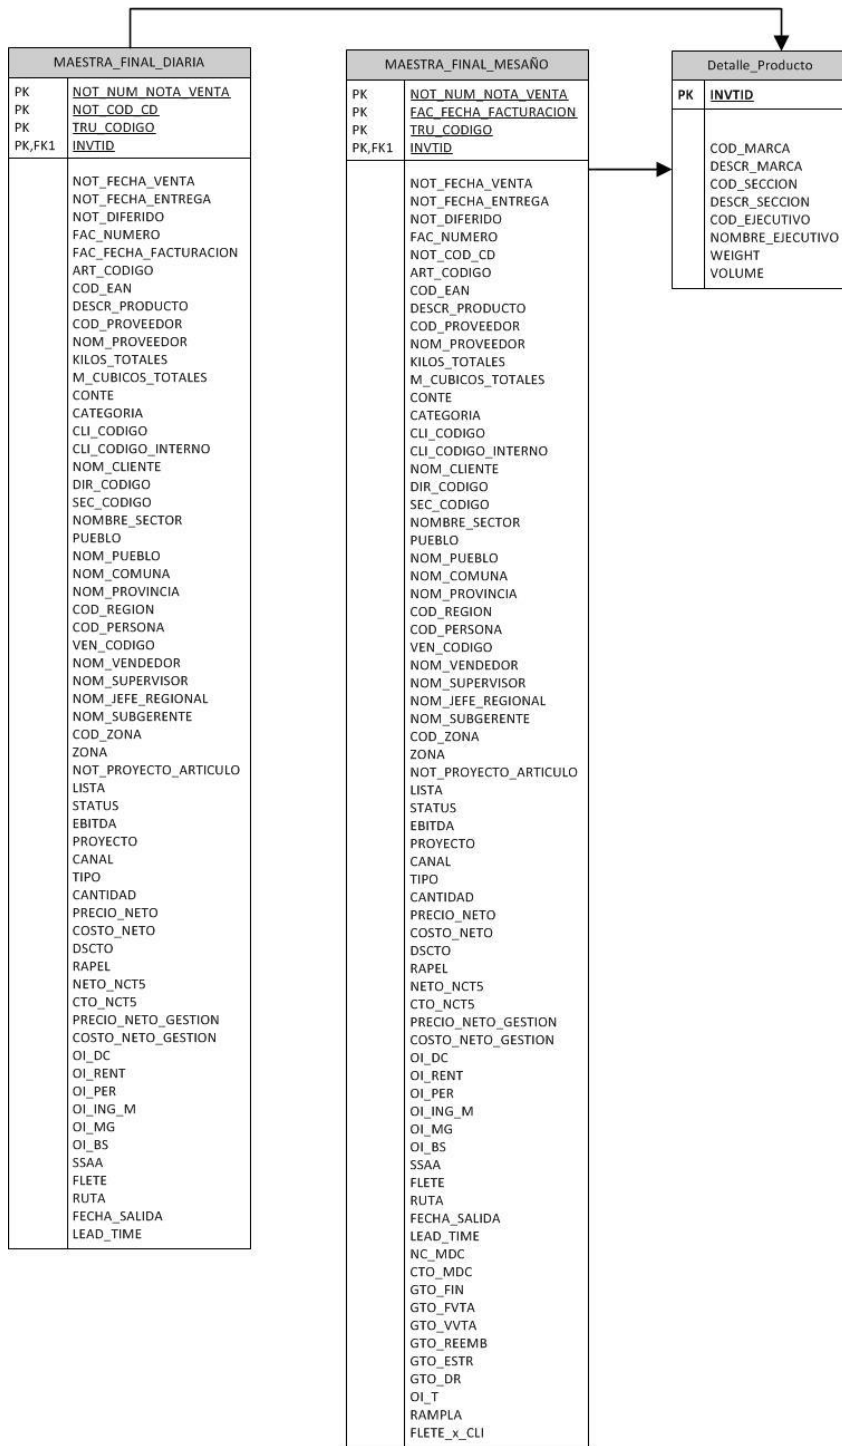 MAESTRA_FINAL_DIARIA
PK NOT_NUM_NOTA_VENTA
PK NOT_COD_CD
PK TRU_CODIGO
PK,FK1 INVTID
NOT_FECHA_VENTA
NOT_FECHA_ENTREGA
NOT_DIFERIDO
FAC_NUMERO
FAC_FECHA_FACTURACION
ART_CODIGO
COD_EAN
DESCR_PRODUCTO
COD_PROVEEDOR
NOM_PROVEEDOR
KILOS_TOTALES
M_CUBICOS_TOTALES
CONTE
CATEGORIA
CLI_CODIGO
CLI_CODIGO_INTERNO
NOM_CLIENTE
DIR_CODIGO
SEC_CODIGO
NOMBRE_SECTOR
PUEBLO
NOM_PUEBLO
NOM_COMUNA
NOM_PROVINCIA
COD_REGION
COD_PERSONA
VEN_CODIGO
NOM_VENDEDOR
NOM_SUPERVISOR
NOM_JEFE_REGIONAL
NOM_SUBGERENTE
COD_ZONA
ZONA
NOT_PROYECTO_ARTICULO
LISTA
STATUS
EBITDA
PROYECTO
CANAL
TIPO
CANTIDAD
PRECIO_NETO
COSTO_NETO
DSCTO
RAPEL
NETO_NCT5
CTO_NCT5
PRECIO_NETO_GESTION
COSTO_NETO_GESTION
OI_DC
OI_RENT
OI_PER
OI_ING_M
OI_MG
OI_BS
SSAA
FLETE
RUTA
FECHA_SALIDA
LEAD_TIME
MAESTRA_FINAL_MESAÑO
PK NOT_NUM_NOTA_VENTA
PK FAC_FECHA_FACTURACION
PK TRU_CODIGO
PK,FK1 INVTID
NOT_FECHA_VENTA
NOT_FECHA_ENTREGA
NOT_DIFERIDO
FAC_NUMERO
NOT_COD_CD
ART_CODIGO
COD_EAN
DESCR_PRODUCTO
COD_PROVEEDOR
NOM_PROVEEDOR
KILOS_TOTALES
M_CUBICOS_TOTALES
CONTE
CATEGORIA
CLI_CODIGO
CLI_CODIGO_INTERNO
NOM_CLIENTE
DIR_CODIGO
SEC_CODIGO
NOMBRE_SECTOR
PUEBLO
NOM_PUEBLO
NOM_COMUNA
NOM_PROVINCIA
COD_REGION
COD_PERSONA
VEN_CODIGO
NOM_VENDEDOR
NOM_SUPERVISOR
NOM_JEFE_REGIONAL
NOM_SUBGERENTE
COD_ZONA
ZONA
NOT_PROYECTO_ARTICULO
LISTA
STATUS
EBITDA
PROYECTO
CANAL
TIPO
CANTIDAD
PRECIO_NETO
COSTO_NETO
DSCTO
RAPEL
NETO_NCT5
CTO_NCT5
PRECIO_NETO_GESTION
COSTO_NETO_GESTION
OI_DC
OI_RENT
OI_PER
OI_ING_M
OI_MG
OI_BS
SSAA
FLETE
RUTA
FECHA_SALIDA
LEAD_TIME
NC_MDC
CTO_MDC
GTO_FIN
GTO_FVTA
GTO_VVTA
GTO_REEMB
GTO_ESTR
GTO_DR
OI_T
RAMPLA
FLETE_x_CLI
Detalle_Producto
PK INVTID
COD_MARCA
DESCR_MARCA
COD_SECCION
DESCR_SECCION
COD_EJECUTIVO
NOMBRE_EJECUTIVO
WEIGHT
VOLUME